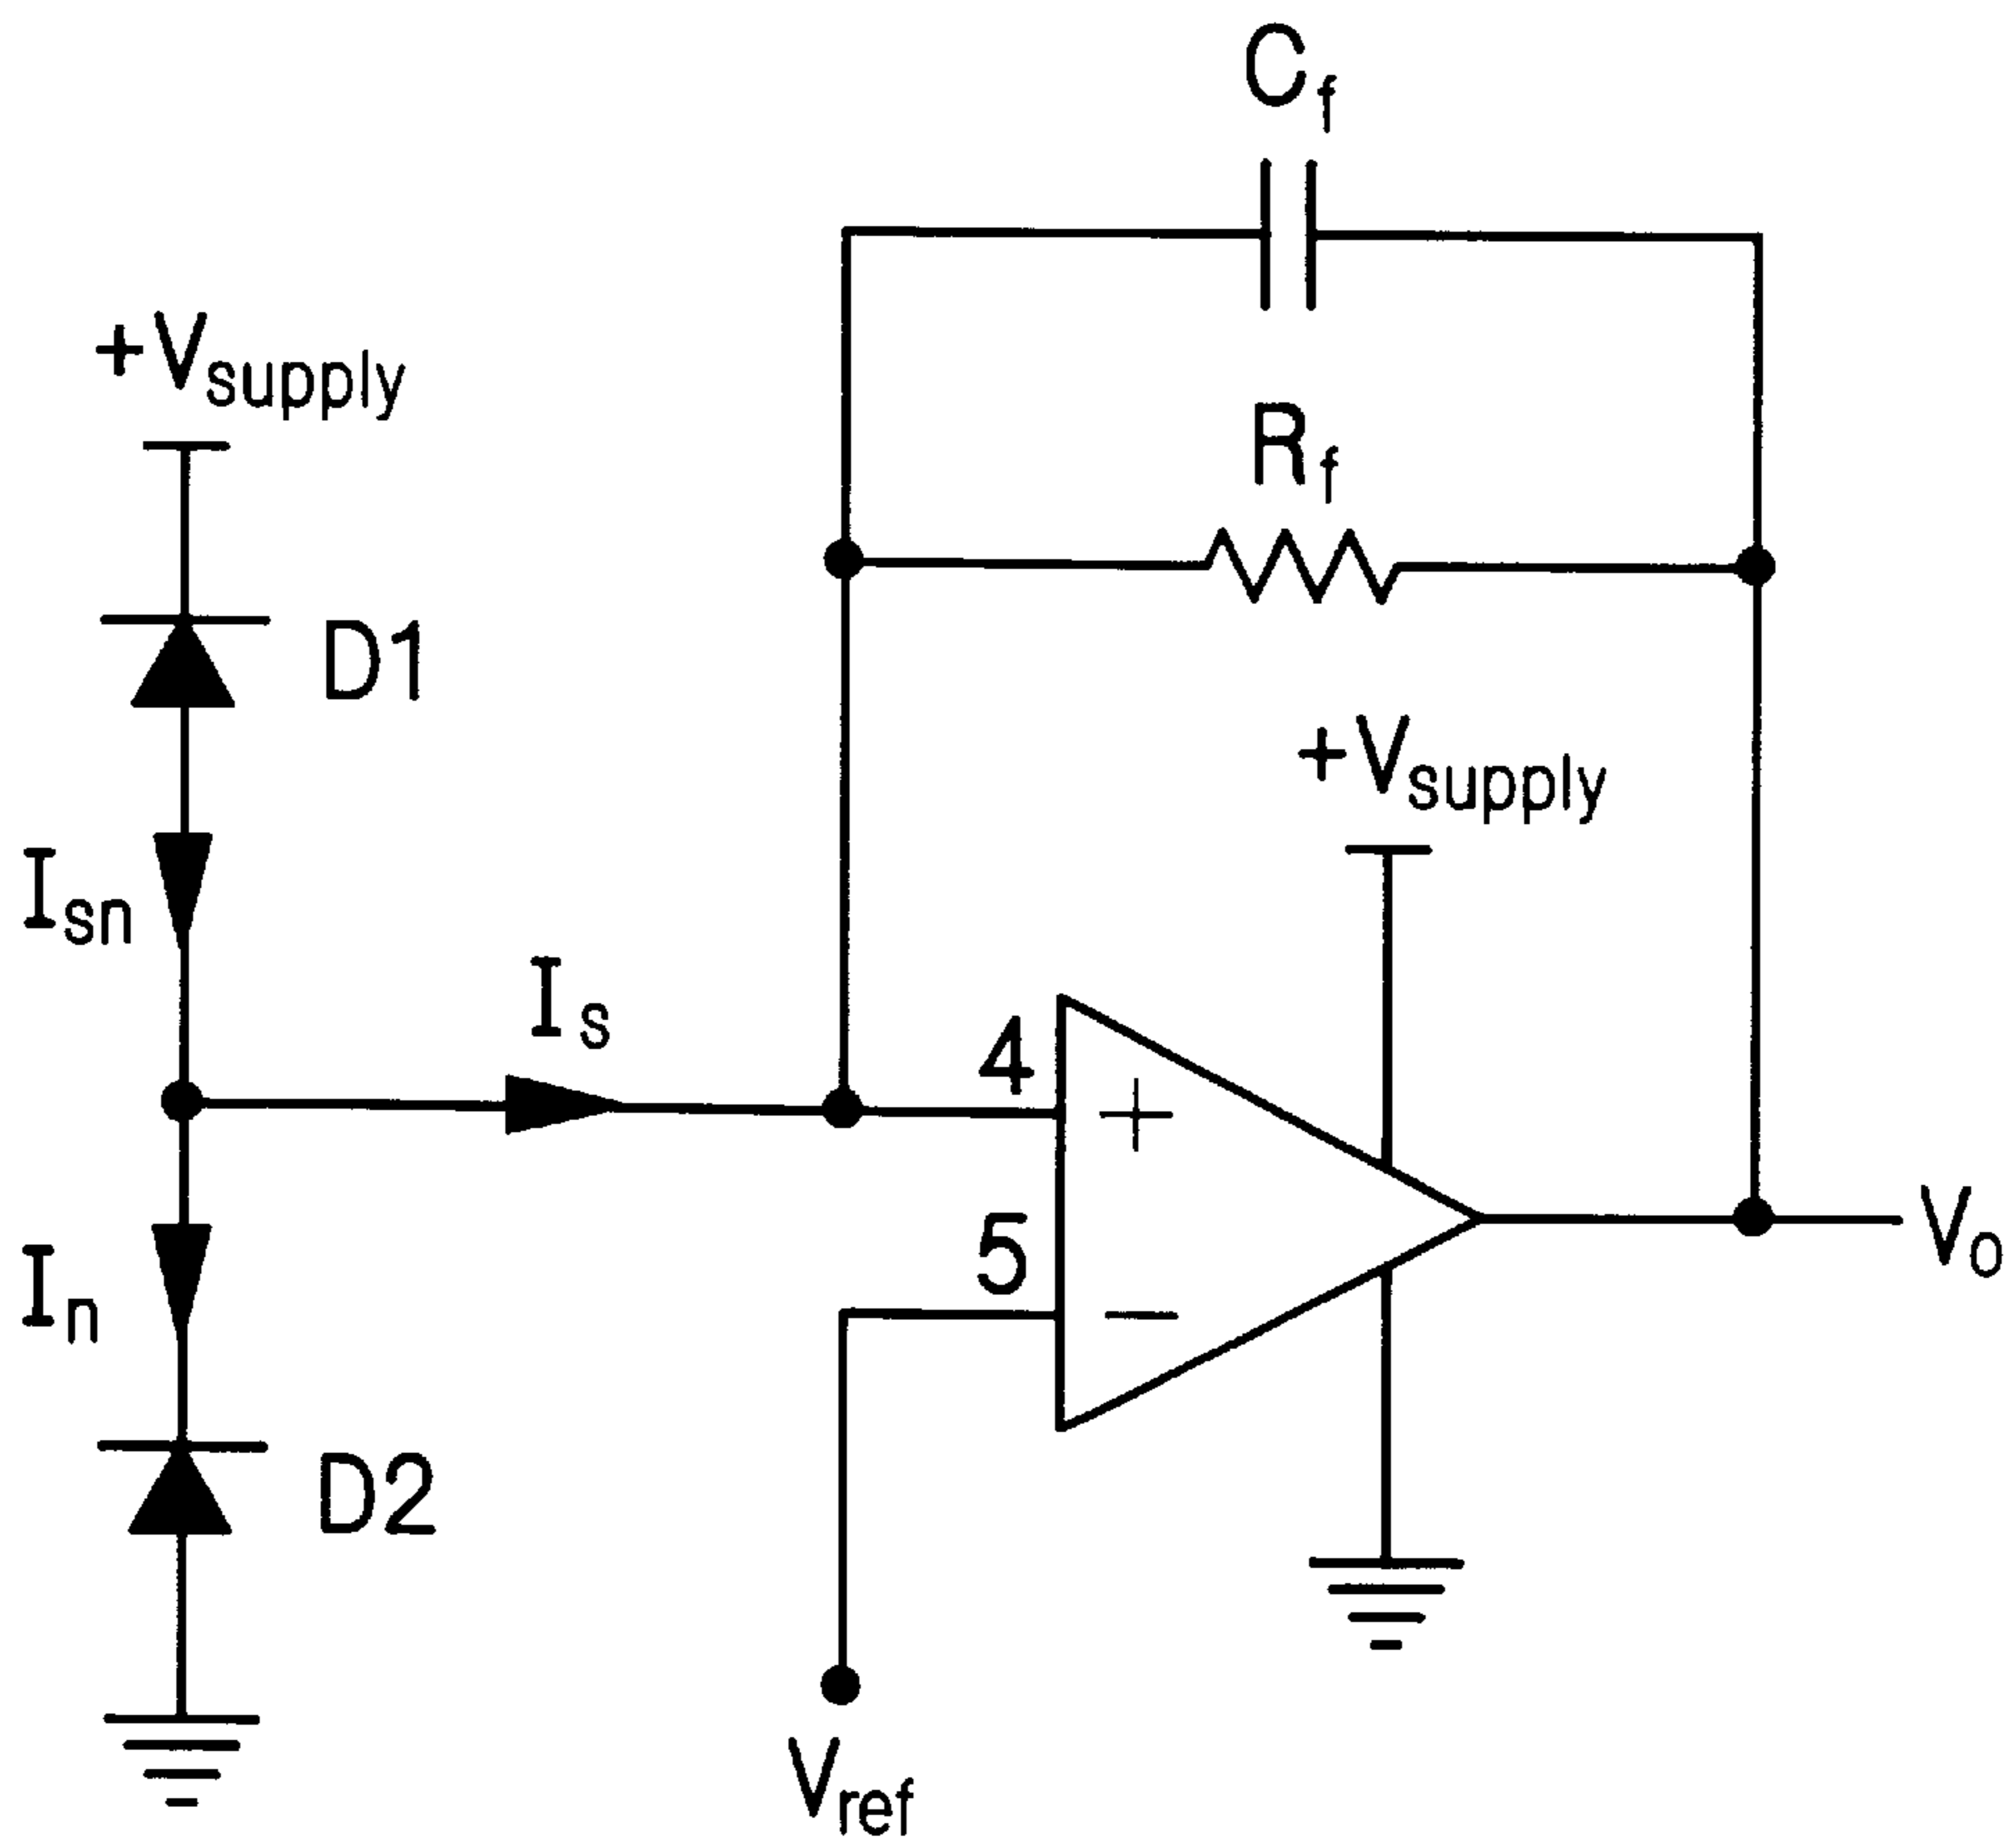 Cf
+Vsupply
Rf
D1
+Vsupply
Isn
Is
4
+
5
−
In
Vo
D2
Vref